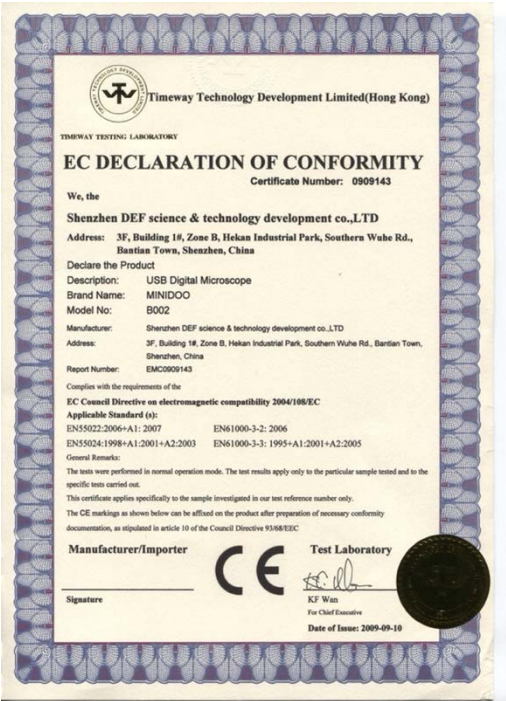 Timeway Technology Development Limited(Hong Kong)
TIMEWAY TESTING LABORATORY
EC DECLARATION OF CONFORMITY
Certificate Number: 0909143
We, the
Shenzhen DEF science & technology development co.,LTD
Address: 3F, Building 1#, Zone B, Hekan Industrial Park, Southern Wuhe Rd.,
Bantian Town, Shenzhen, China
Declare the Product
Description: USB Digital Microscope
Brand Name: MINIDOO
Model No: B002
Manufacturer: Shenzhen DEF science & technology development co.,LTD
Address: 3F, Building 1#, Zone B, Hekan Industrial Park, Southern Wuhe Rd., Bantian Town,
Shenzhen, China
Report Number: EMC0909143
Complies with the requirements of the
EC Council Directive on electromagnetic compatibility 2004/108/EC
Applicable Standard (s):
EN55022:2006+A1: 2007 EN61000-3-2: 2006
EN55024:1998+A1:2001+A2:2003 EN61000-3-3: 1995+A1:2001+A2:2005
General Remarks:
The tests were performed in normal operation mode. The test results apply only to the particular sample tested and to the
specific tests carried out.
This certificate applies specifically to the sample investigated in our test reference number only.
The CE markings as shown below can be affixed on the product after preparation of necessary conformity
documentation, as stipulated in article 10 of the Council Directive 93/68/EEC
Manufacturer/Importer CE Test Laboratory
Signature KF Wan
For Chief Executive
Date of Issue: 2009-09-10